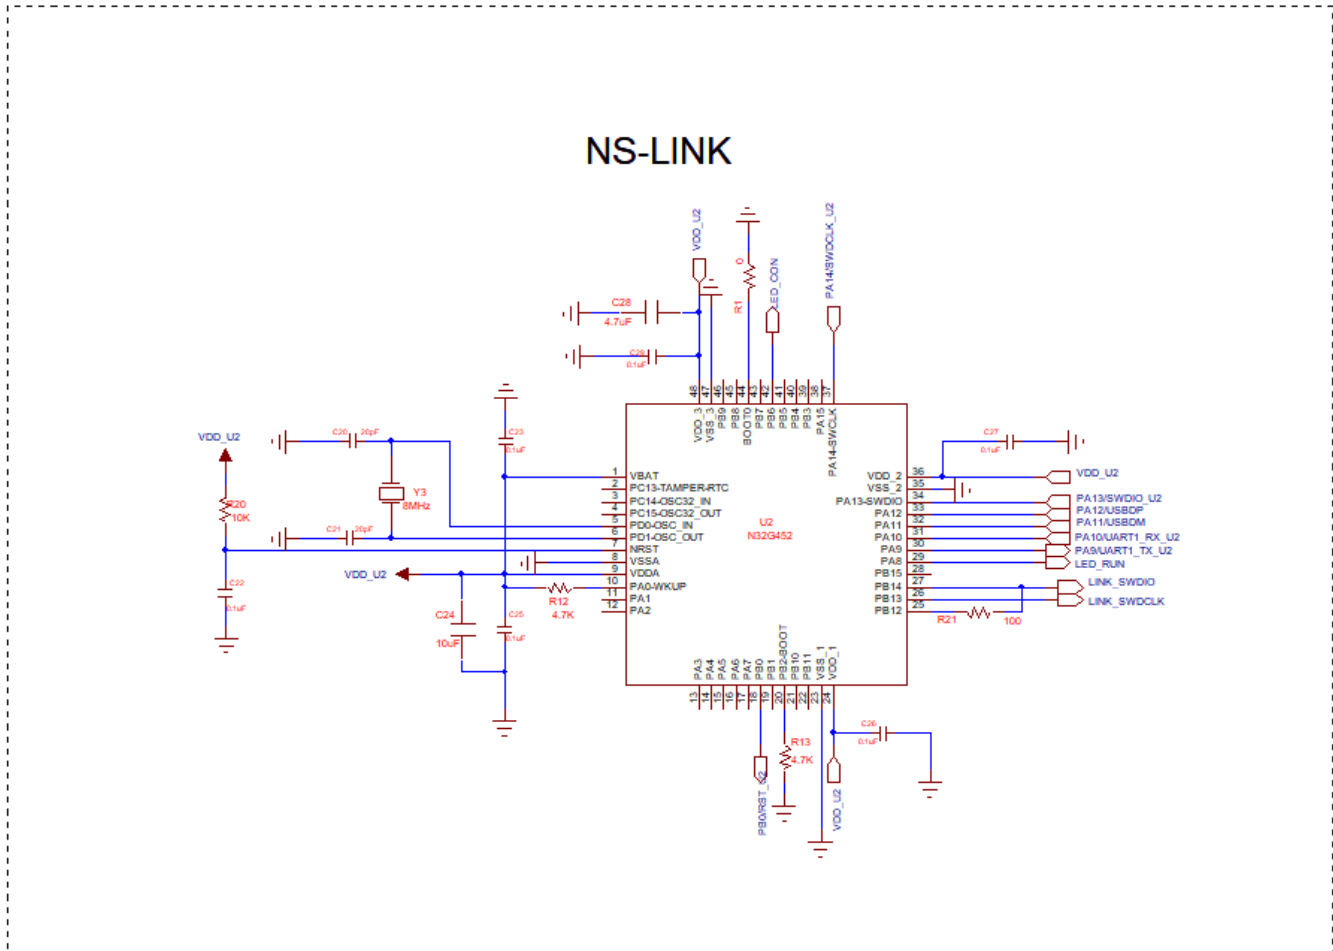 NS-LINK
VDD_U2
0
R1
LED_CON
PA14/SWDCLK_U2
C28
4.7uF
C29
0.1uF
48
47
46
45
44
43
42
41
40
39
38
37
VDD_3
VSS_3
PB9
PB8
BOOT0
PB7
PB6
PB5
PB4
PB3
PA15
PA14-SWCLK
VDD_U2
R20
10K
C22
0.1uF
C20 20pF
Y3
8MHz
C21 20pF
C23
0.1uF
VDD_U2
C24
10uF
C25
0.1uF
R12
4.7K
1 VBAT
2 PC13-TAMPER-RTC
3 PC14-OSC32_IN
4 PC15-OSC32_OUT
5 PD0-OSC_IN
6 PD1-OSC_OUT
7 NRST
8 VSSA
9 VDDA
10 PA0-WKUP
11 PA1
12 PA2
U2
N32G452
VDD_2 36
VSS_2 35
PA13-SWDIO 34
PA12 33
PA11 32
PA10 31
PA9 30
PA8 29
PB15 28
PB14 27
PB13 26
PB12 25
C27
0.1uF
VDD_U2
PA13/SWDIO_U2
PA12/USBDP
PA11/USBDM
PA10/UART1_RX_U2
PA9/UART1_TX_U2
LED_RUN
LINK_SWDIO
LINK_SWDCLK
R21 100
PA3
PA4
PA5
PA6
PA7
PB0
PB1
PB2-BOOT
PB10
PB11
VSS_1
VDD_1
13
14
15
16
17
18
19
20
21
22
23
24
PB0/RST_U2
R13
4.7K
VDD_U2
C26
0.1uF